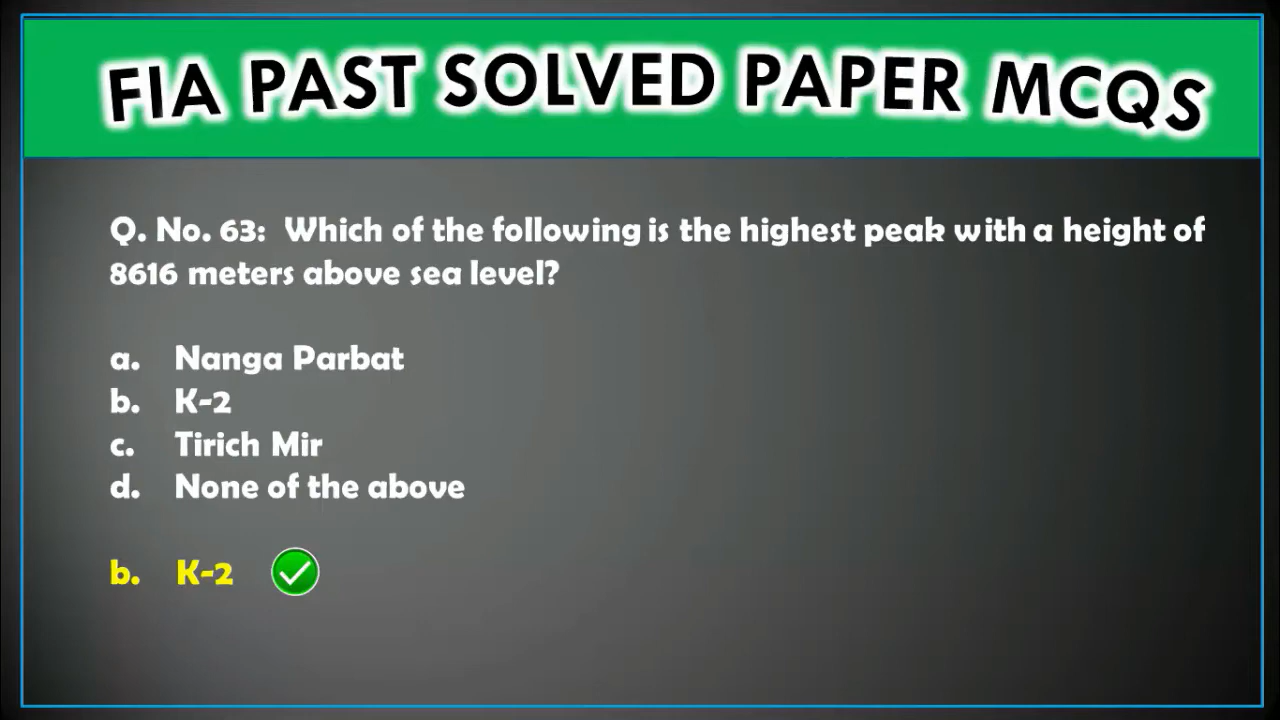 FIA PAST SOLVED PAPER MCQS
Q. No. 63: Which of the following is the highest peak with a height of
8616 meters above sea level?
a. Nanga Parbat
b. K-2
c. Tirich Mir
d. None of the above
b. K-2